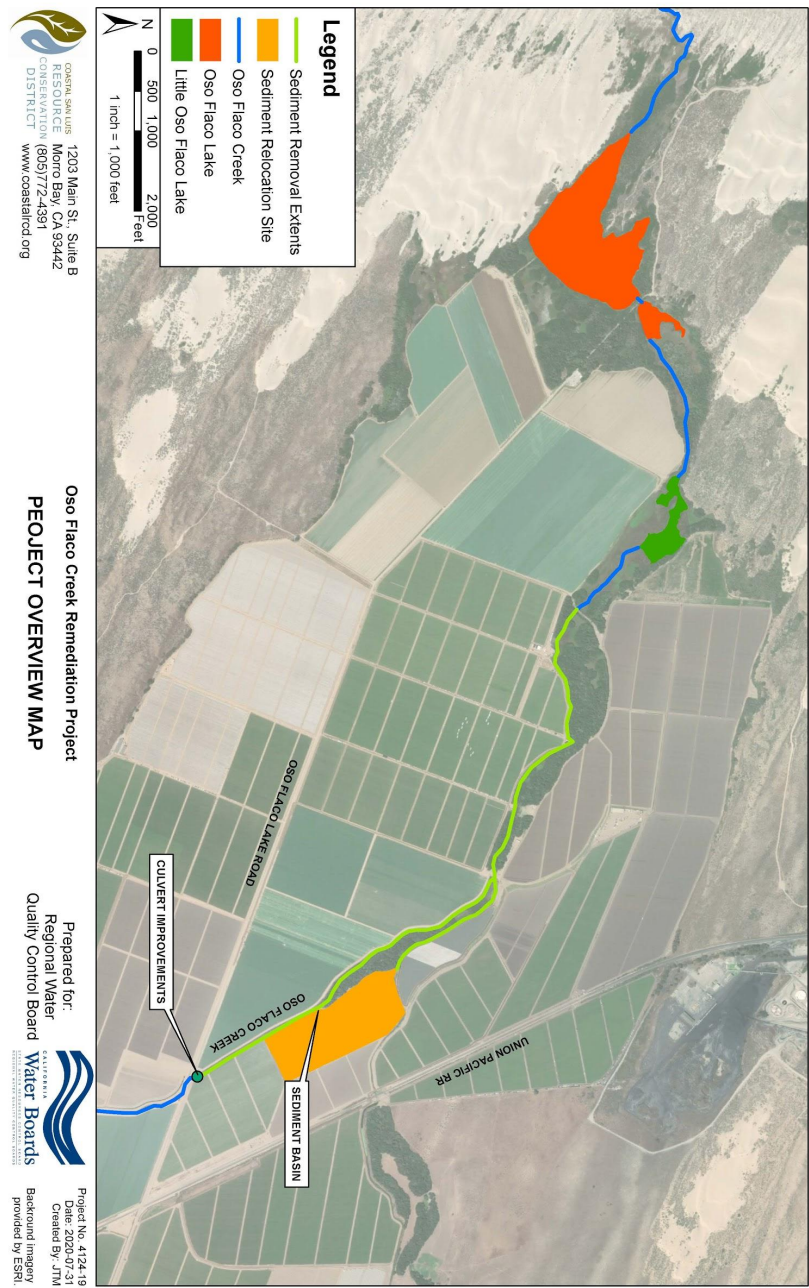 Legend
Sediment Removal Extents
Sediment Relocation Site
Oso Flaco Creek
Oso Flaco Lake
Little Oso Flaco Lake
N
0 500 1,000 2,000
Feet
1 inch = 1,000 feet
OSO FLACO LAKE ROAD
OSO FLACO CREEK
UNION PACIFIC RR
CULVERT IMPROVEMENTS
SEDIMENT BASIN
COASTAL SAN LUIS
RESOURCE
CONSERVATION
DISTRICT
1203 Main St., Suite B
Morro Bay, CA 93442
(805)772-4391
www.coastalrcd.org
Oso Flaco Creek Remediation Project
PEOJECT OVERVIEW MAP
Prepared for:
Regional Water
Quality Control Board
CALIFORNIA
Water Boards
Project No. 4124-19
Date: 2020-07-31
Created By: JTM
Backround imagery
provided by ESRI.